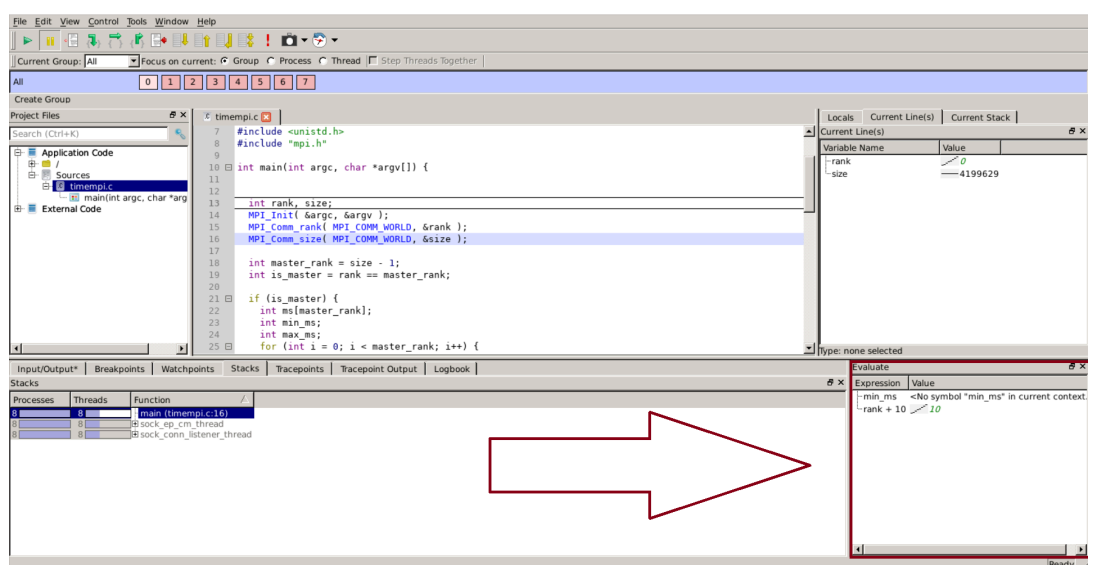 File Edit View Control Tools Window Help
Current Group: All Focus on current: Group Process Thread Step Threads Together
All 0 1 2 3 4 5 6 7
Create Group
Project Files
Search (Ctrl+K)
Application Code
/
Sources
timempi.c
main(int argc, char *arg
External Code
timempi.c
7 #include <unistd.h>
8 #include "mpi.h"
9
10 int main(int argc, char *argv[]) {
11
12
13 int rank, size;
14 MPI_Init( &argc, &argv );
15 MPI_Comm_rank( MPI_COMM_WORLD, &rank );
16 MPI_Comm_size( MPI_COMM_WORLD, &size );
17
18 int master_rank = size - 1;
19 int is_master = rank == master_rank;
20
21 if (is_master) {
22 int ms[master_rank];
23 int min_ms;
24 int max_ms;
25 for (int i = 0; i < master_rank; i++) {
Locals Current Line(s) Current Stack
Current Line(s)
Variable Name Value
rank 0
size 4199629
Type: none selected
Input/Output* Breakpoints Watchpoints Stacks Tracepoints Tracepoint Output Logbook
Stacks
Processes Threads Function
8 8 main (timempi.c:16)
8 8 sock_ep_cm_thread
8 8 sock_conn_listener_thread
Evaluate
Expression Value
min_ms <No symbol "min_ms" in current context.
rank + 10 10
Ready